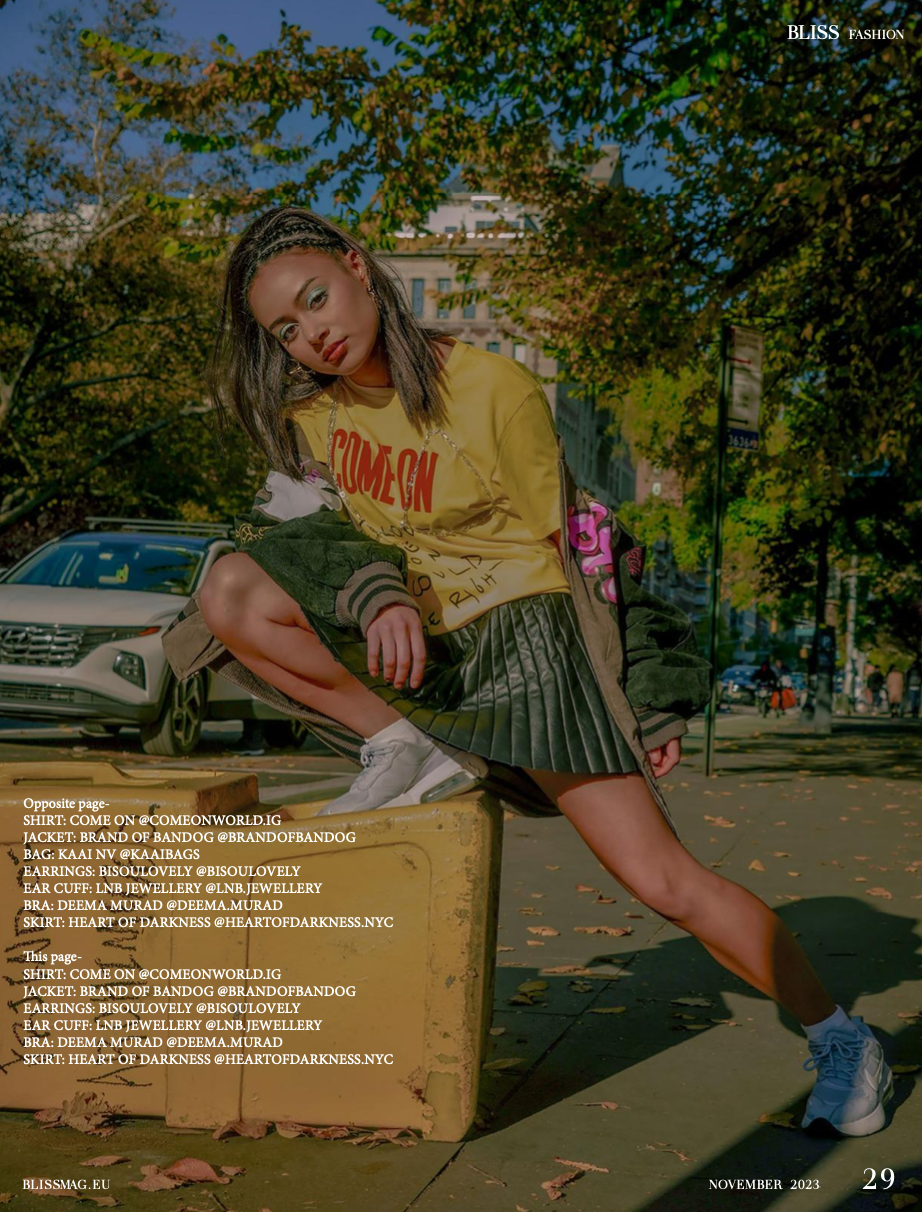 BLISS FASHION
COME ON
Opposite page-
SHIRT: COME ON @COMEONWORLD.IG
JACKET: BRAND OF BANDOG @BRANDOFBANDOG
BAG: KAAI NV @KAAIBAGS
EARRINGS: BISOULOVELY @BISOULOVELY
EAR CUFF: LNB JEWELLERY @LNB.JEWELLERY
BRA: DEEMA MURAD @DEEMA.MURAD
SKIRT: HEART OF DARKNESS @HEARTOFDARKNESS.NYC
This page-
SHIRT: COME ON @COMEONWORLD.IG
JACKET: BRAND OF BANDOG @BRANDOFBANDOG
EARRINGS: BISOULOVELY @BISOULOVELY
EAR CUFF: LNB JEWELLERY @LNB.JEWELLERY
BRA: DEEMA MURAD @DEEMA.MURAD
SKIRT: HEART OF DARKNESS @HEARTOFDARKNESS.NYC
BLISSMAG.EU NOVEMBER 2023 29